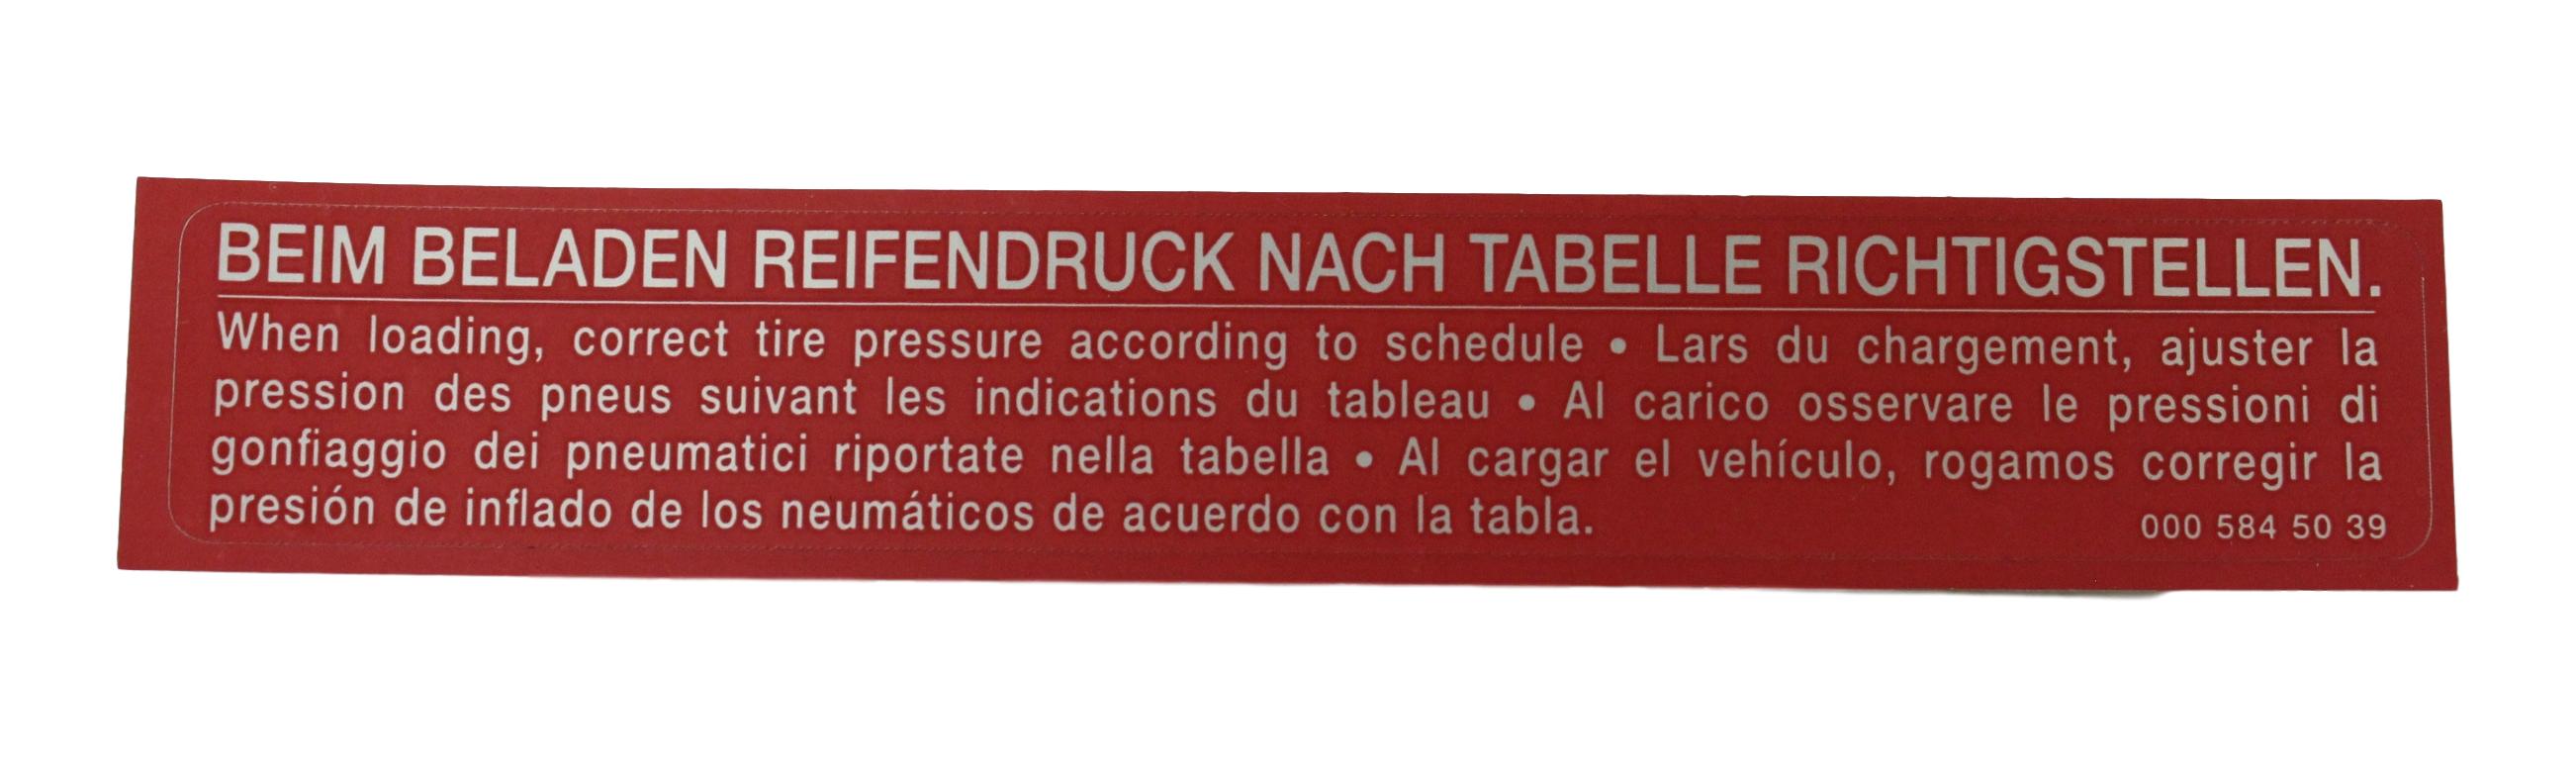 BEIM BELADEN REIFENDRUCK NACH TABELLE RICHTIGSTELLEN.
When loading, correct tire pressure according to schedule • Lars du chargement, ajuster la
pression des pneus suivant les indications du tableau • Al carico osservare le pressioni di
gonfiaggio dei pneumatici riportate nella tabella • Al cargar el vehículo, rogamos corregir la
presión de inflado de los neumáticos de acuerdo con la tabla.
000 584 50 39